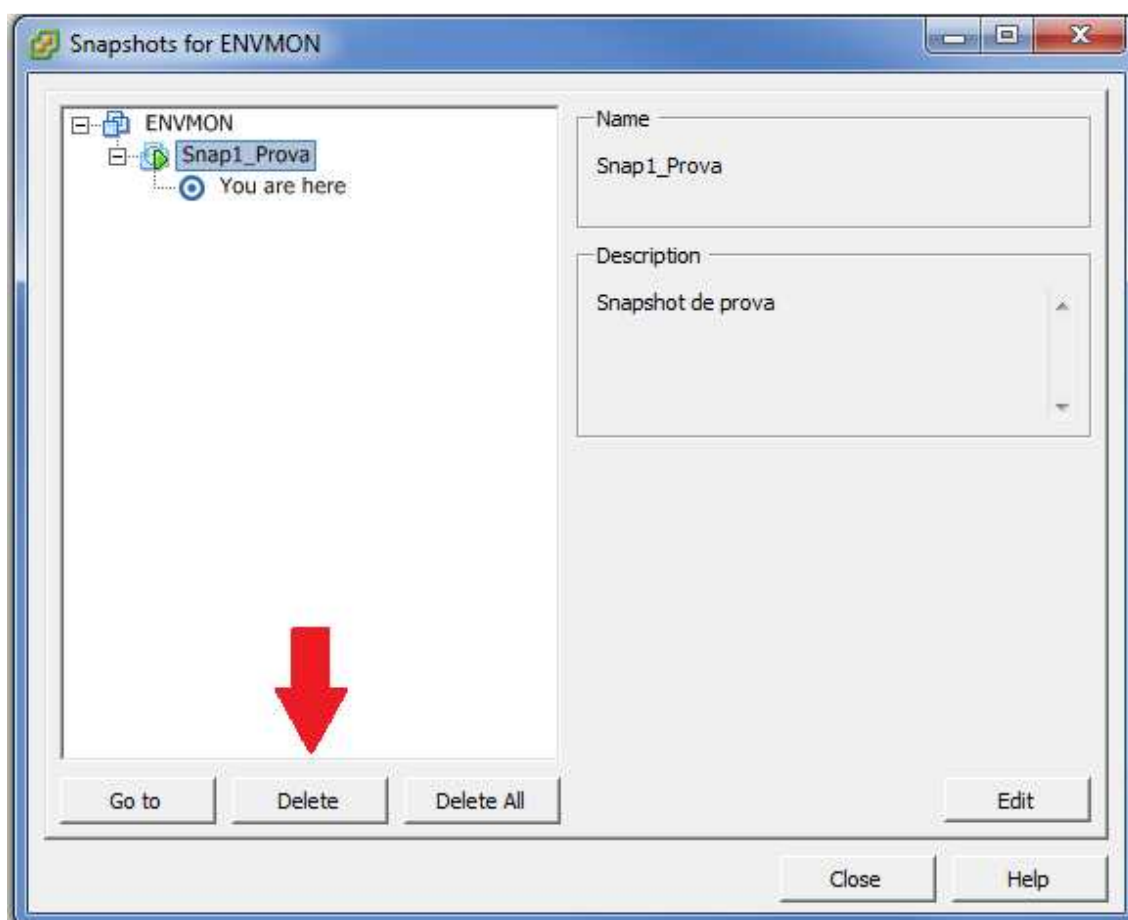 Snapshots for ENVMON
ENVMON
Snap1_Prova
You are here
Name
Snap1_Prova
Description
Snapshot de prova
Go to
Delete
Delete All
Edit
Close
Help